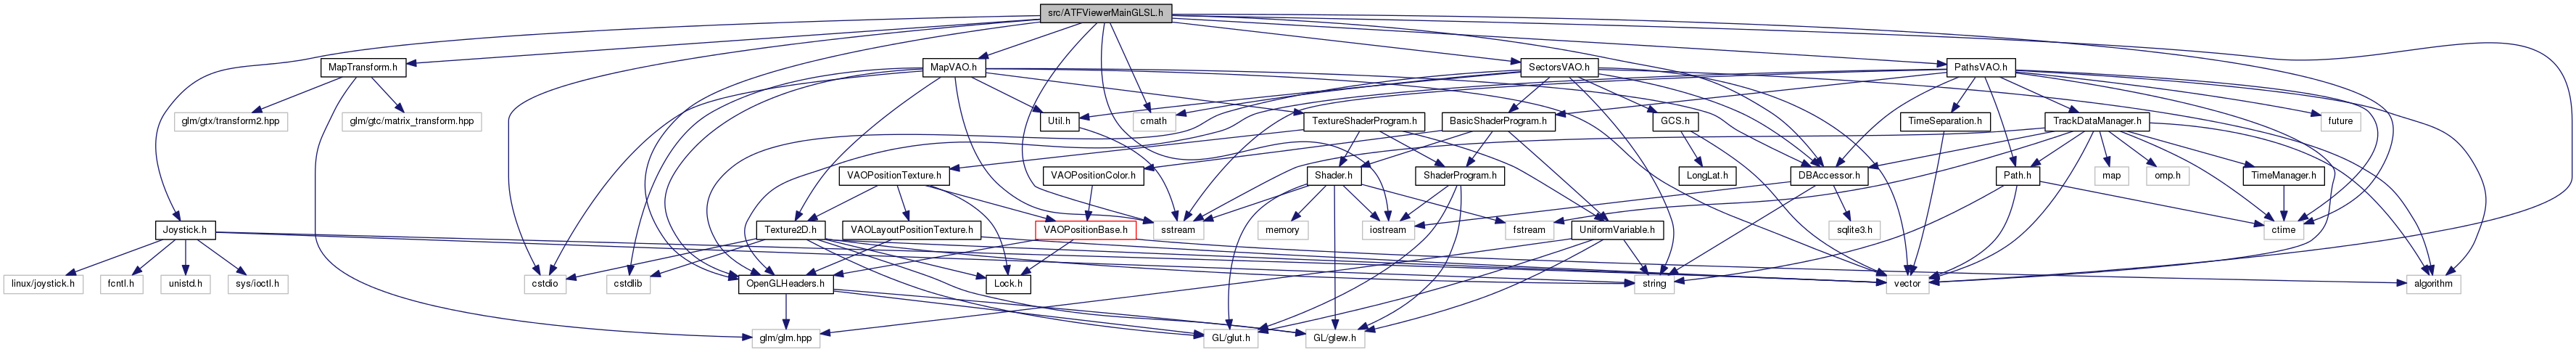 src/ATFViewerMainGLSL.h
MapTransform.h
MapVAO.h
SectorsVAO.h
PathsVAO.h
glm/gtx/transform2.hpp
glm/gtc/matrix_transform.hpp
Util.h
cmath
TextureShaderProgram.h
BasicShaderProgram.h
GCS.h
TimeSeparation.h
TrackDataManager.h
future
VAOPositionTexture.h
VAOPositionColor.h
Shader.h
ShaderProgram.h
LongLat.h
DBAccessor.h
Path.h
map
omp.h
TimeManager.h
Joystick.h
Texture2D.h
VAOLayoutPositionTexture.h
VAOPositionBase.h
sstream
memory
iostream
fstream
UniformVariable.h
sqlite3.h
ctime
linux/joystick.h
fcntl.h
unistd.h
sys/ioctl.h
cstdio
cstdlib
OpenGLHeaders.h
Lock.h
string
vector
algorithm
glm/glm.hpp
GL/glut.h
GL/glew.h